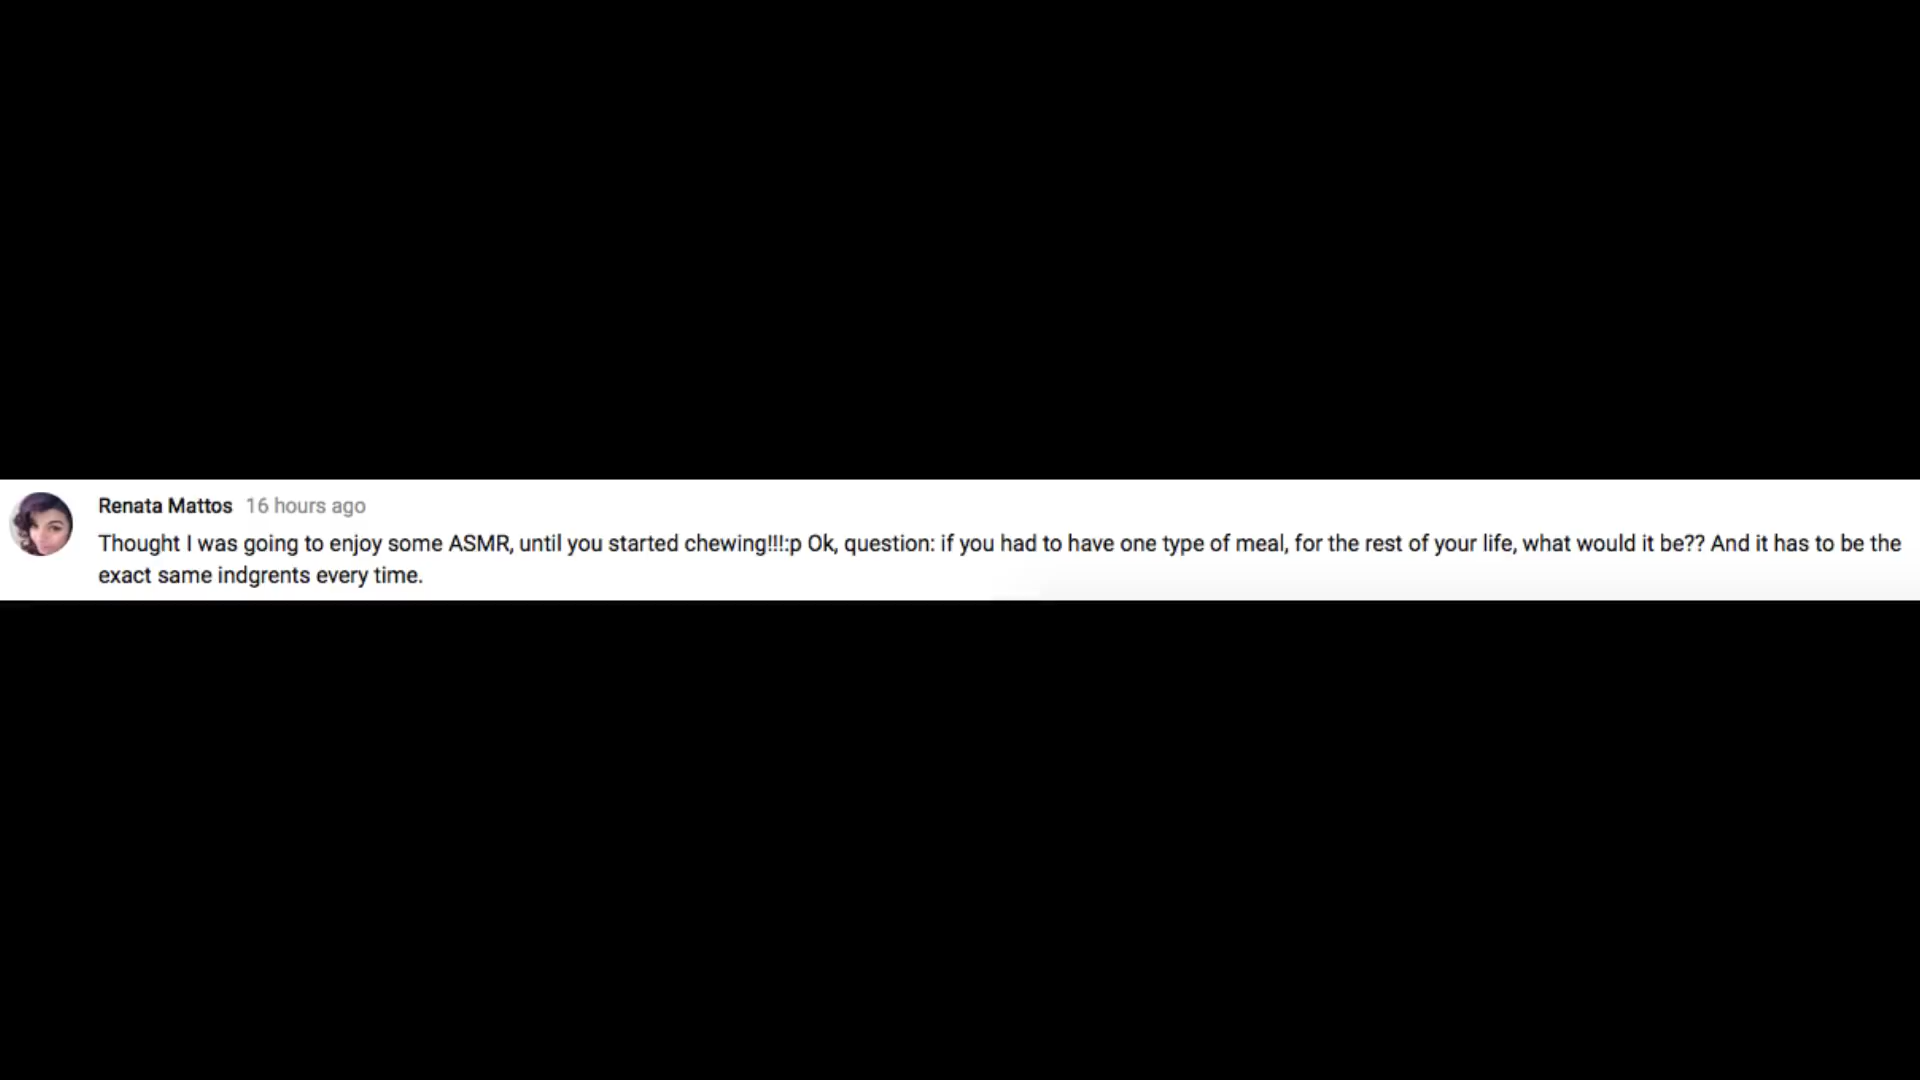 Renata Mattos 16 hours ago
Thought I was going to enjoy some ASMR, until you started chewing!!!:p Ok, question: if you had to have one type of meal, for the rest of your life, what would it be?? And it has to be the
exact same indgrents every time.